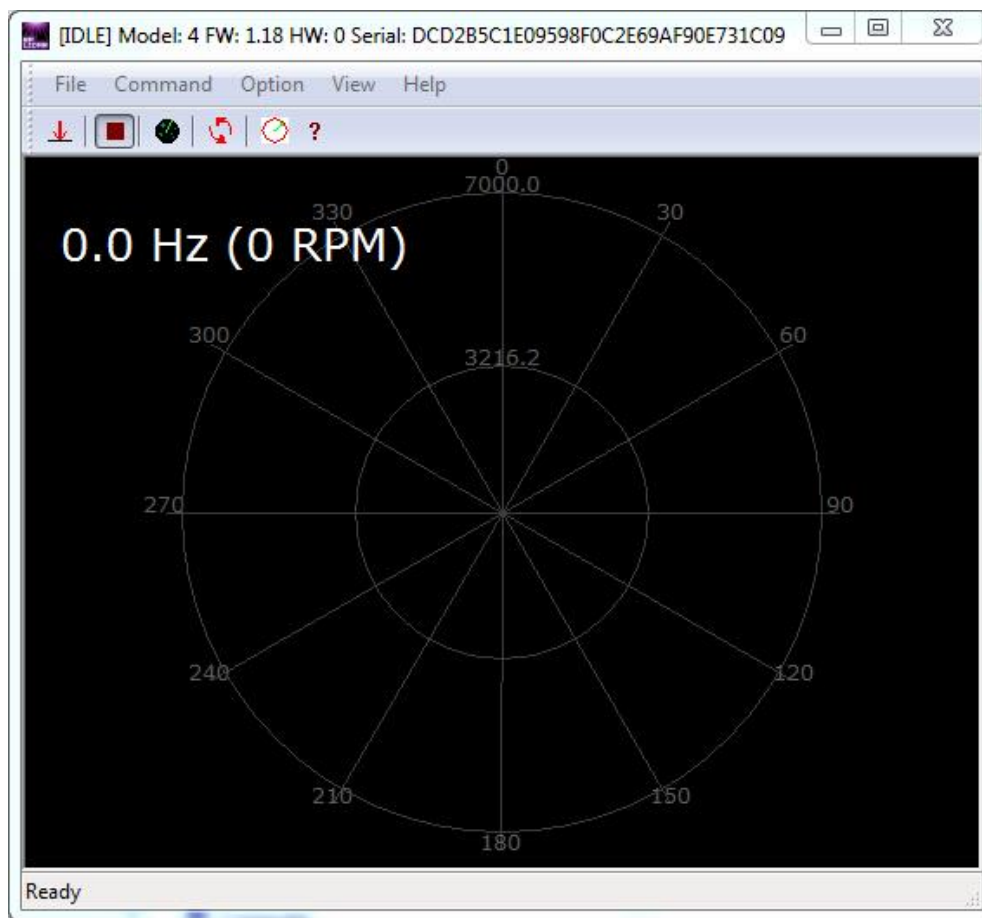 [IDLE] Model: 4 FW: 1.18 HW: 0 Serial: DCD2B5C1E09598F0C2E69AF90E731C09
File Command Option View Help
?
0
7000.0
330 30
0.0 Hz (0 RPM)
300 60
3216.2
270 90
240 120
210 150
180
Ready